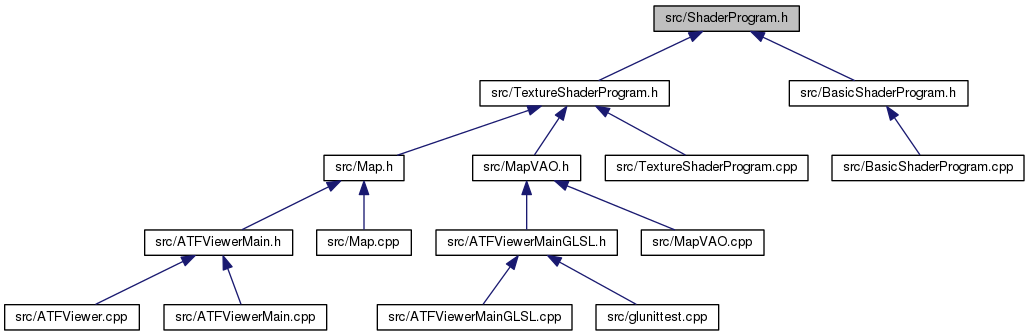 src/ShaderProgram.h
src/TextureShaderProgram.h
src/BasicShaderProgram.h
src/Map.h
src/MapVAO.h
src/TextureShaderProgram.cpp
src/BasicShaderProgram.cpp
src/ATFViewerMain.h
src/Map.cpp
src/ATFViewerMainGLSL.h
src/MapVAO.cpp
src/ATFViewer.cpp
src/ATFViewerMain.cpp
src/ATFViewerMainGLSL.cpp
src/glunittest.cpp